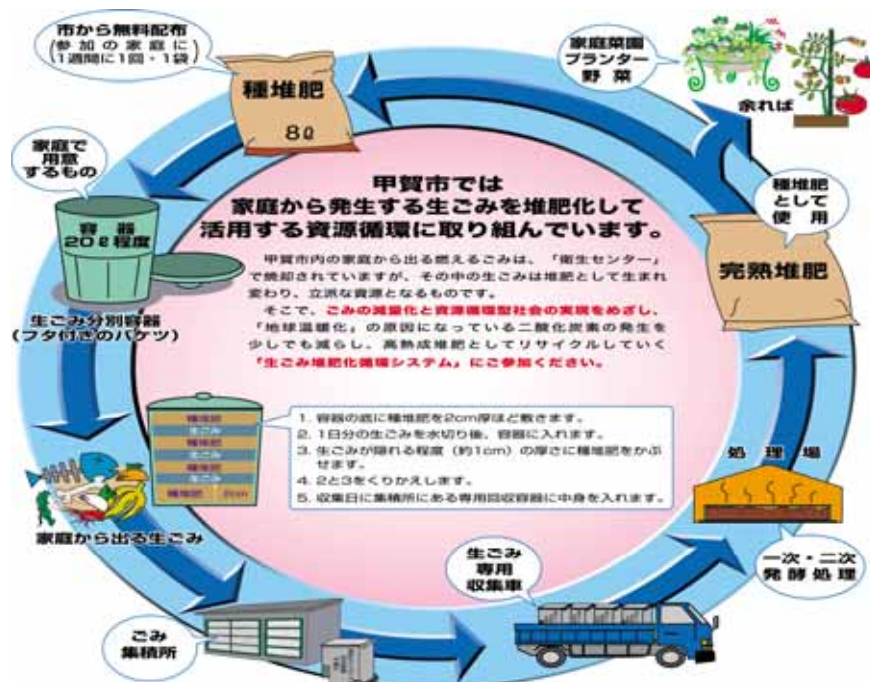 市から無料配布
(参加の家庭に
1週間に1回・1袋)
種堆肥
8ℓ
家庭菜園
プランター
野菜
余れば
家庭で
用意
するもの
容器
20ℓ程度
生ごみ分別容器
(フタ付きのバケツ)
種堆肥
として
使用
完熟堆肥
甲賀市では
家庭から発生する生ごみを堆肥化して
活用する資源循環に取り組んでいます。
甲賀市内の家庭から出る燃えるごみは、「衛生センター」
で焼却されていますが、その中の生ごみは堆肥として生まれ
変わり、立派な資源となるものです。
そこで、ごみの減量化と資源循環型社会の実現をめざし、
「地球温暖化」の原因になっている二酸化炭素の発生を
少しでも減らし、高熟成堆肥としてリサイクルしていく
「生ごみ堆肥化循環システム」にご参加ください。
種堆肥
生ごみ
種堆肥
生ごみ
種堆肥
生ごみ
種堆肥 2cm
1. 容器の底に種堆肥を2cm厚ほど敷きます。
2. 1日分の生ごみを水切り後、容器に入れます。
3. 生ごみが隠れる程度(約1cm)の厚さに種堆肥をかぶ
せます。
4. 2と3をくりかえします。
5. 収集日に集積所にある専用回収容器に中身を入れます。
処理場
一次・二次
発酵処理
家庭から出る生ごみ
生ごみ
専用
収集車
ごみ
集積所